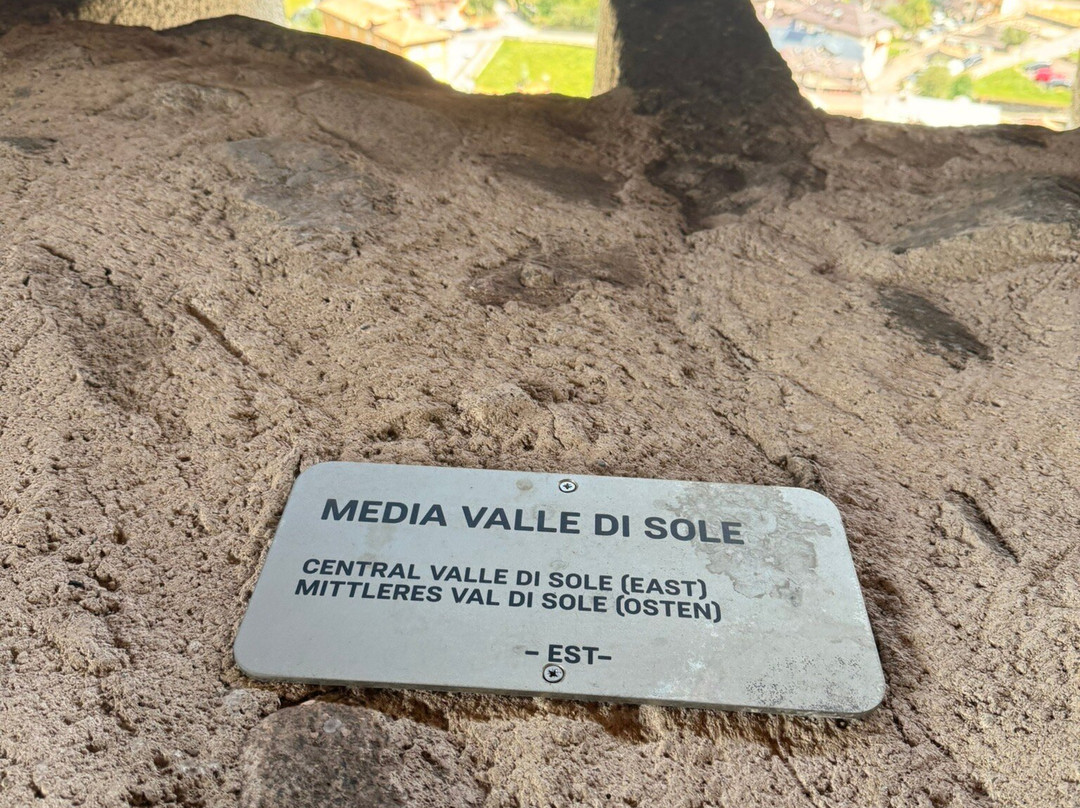 MEDIA VALLE DI SOLE
CENTRAL VALLE DI SOLE (EAST)
MITTLERES VAL DI SOLE (OSTEN)
- EST-